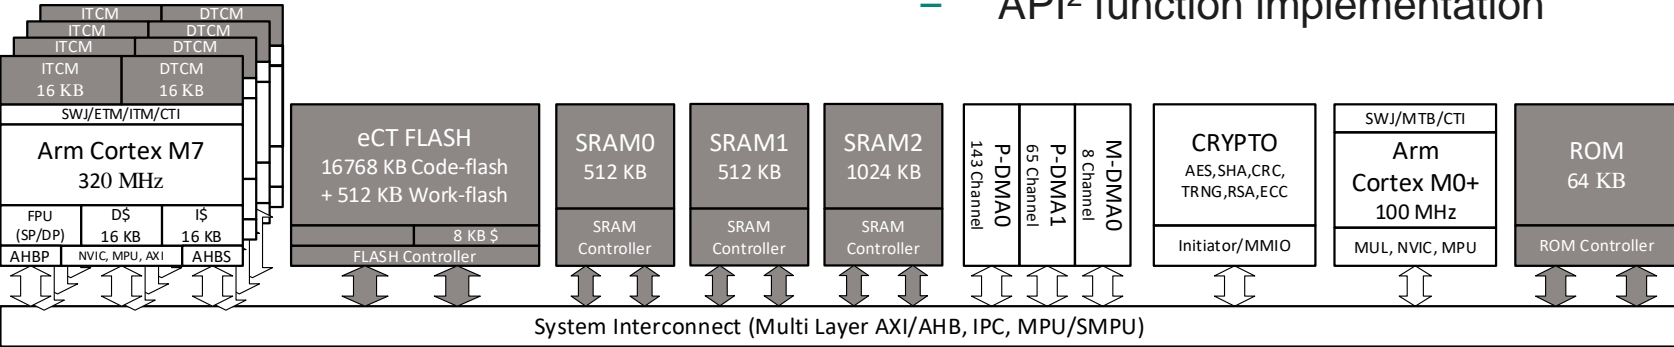 – API² function implementation
ITCM DTCM
ITCM DTCM
ITCM DTCM
ITCM DTCM
16 KB 16 KB
SWJ/ETM/ITM/CTI
Arm Cortex M7
320 MHz
FPU
(SP/DP)
D$
16 KB
I$
16 KB
AHBP
NVIC, MPU, AXI
AHBS
eCT FLASH
16768 KB Code-flash
+ 512 KB Work-flash
8 KB $
FLASH Controller
SRAM0
512 KB
SRAM
Controller
SRAM1
512 KB
SRAM
Controller
SRAM2
1024 KB
SRAM
Controller
P-DMA0
143 Channel
P-DMA1
65 Channel
M-DMA0
8 Channel
CRYPTO
AES,SHA,CRC,
TRNG,RSA,ECC
Initiator/MMIO
SWJ/MTB/CTI
Arm
Cortex M0+
100 MHz
MUL, NVIC, MPU
ROM
64 KB
ROM Controller
System Interconnect (Multi Layer AXI/AHB, IPC, MPU/SMPU)